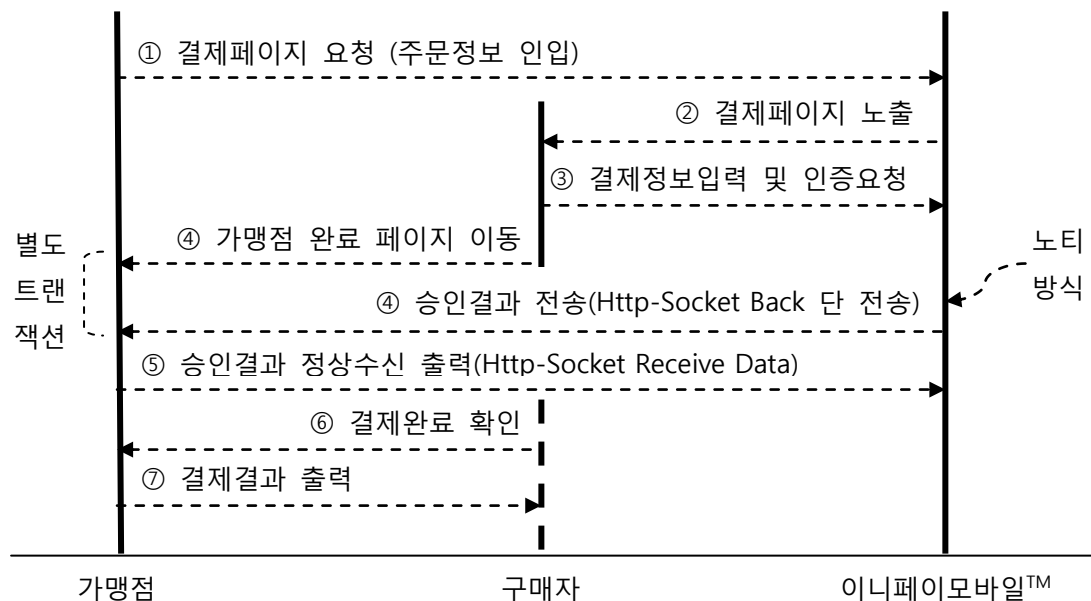 ① 결제페이지 요청 (주문정보 인입)
② 결제페이지 노출
③ 결제정보입력 및 인증요청
④ 가맹점 완료 페이지 이동
별도
트랜
잭션
노티
방식
④ 승인결과 전송(Http-Socket Back 단 전송)
⑤ 승인결과 정상수신 출력(Http-Socket Receive Data)
⑥ 결제완료 확인
⑦ 결제결과 출력
가맹점
구매자
이니페이모바일™